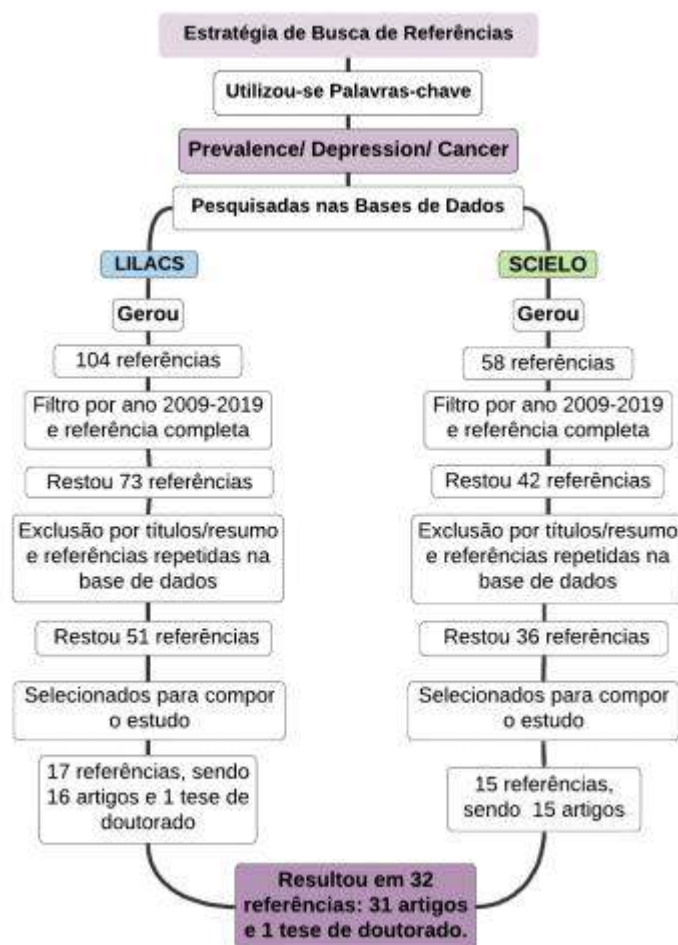 Estratégia de Busca de Referências
Utilizou-se Palavras-chave
Prevalence/ Depression/ Cancer
Pesquisadas nas Bases de Dados
LILACS
Gerou
104 referências
Filtro por ano 2009-2019
e referência completa
Restou 73 referências
Exclusão por títulos/resumo
e referências repetidas na
base de dados
Restou 51 referências
Selecionados para compor
o estudo
17 referências, sendo
16 artigos e 1 tese de
doutorado
SCIELO
Gerou
58 referências
Filtro por ano 2009-2019
e referência completa
Restou 42 referências
Exclusão por títulos/resumo
e referências repetidas na
base de dados
Restou 36 referências
Selecionados para compor
o estudo
15 referências,
sendo 15 artigos
Resultou em 32
referências: 31 artigos
e 1 tese de doutorado.